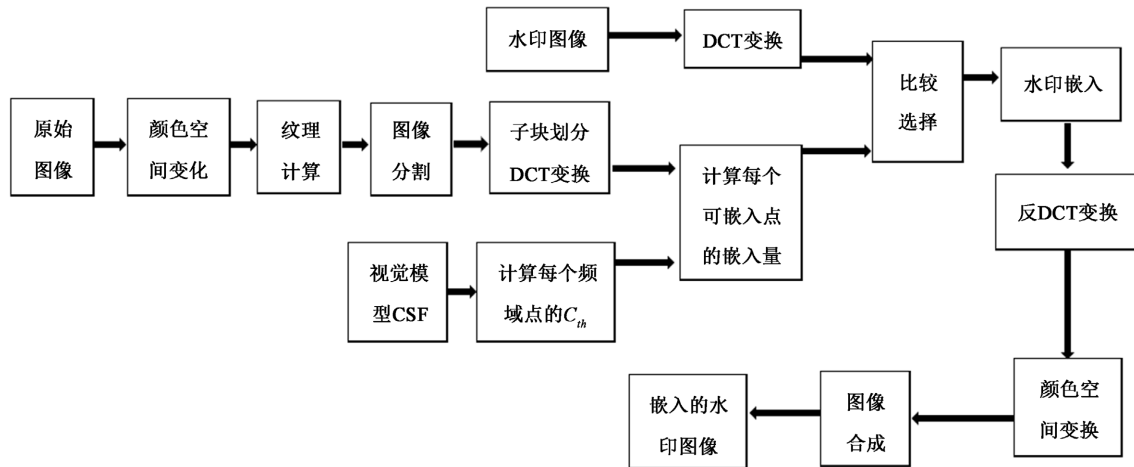 水印图像
DCT变换
比较
选择
水印嵌入
原始
图像
颜色空
间变化
纹理
计算
图像
分割
子块划分
DCT变换
计算每个
可嵌入点
的嵌入量
反DCT变换
视觉模
型CSF
计算每个频
域点的C_{th}
嵌入的水
印图像
图像
合成
颜色空
间变换